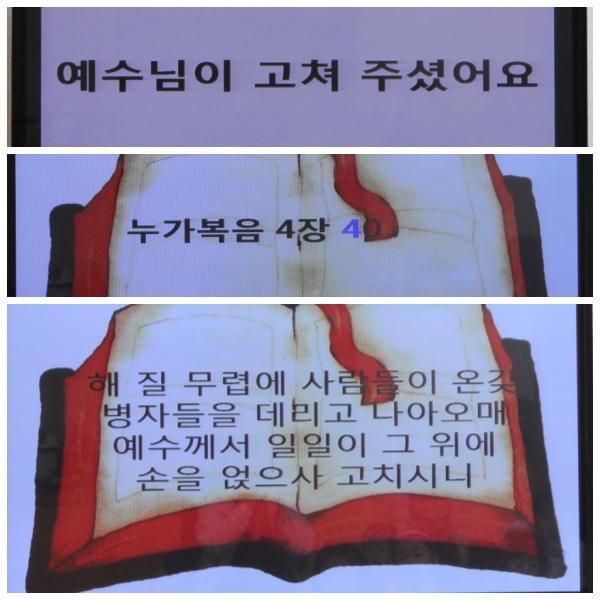 예수님이 고쳐 주셨어요
누가복음 4장 40
해 질 무렵에 사람들이 온갖
병자들을 데리고 나아오매
예수께서 일일이 그 위에
손을 얹으사 고치시니